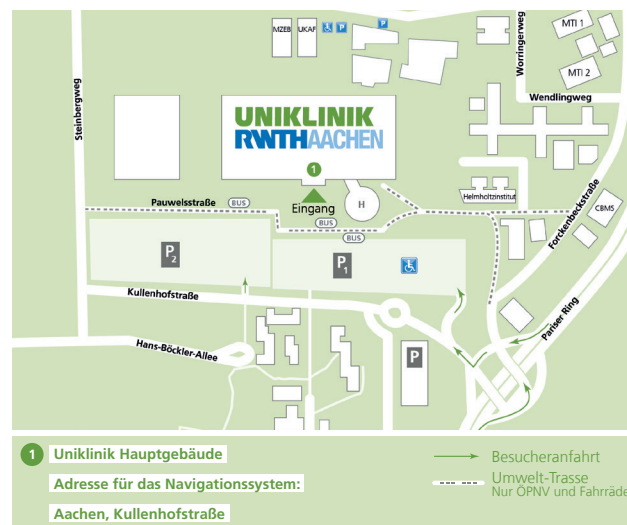 MZEB
UKAF
P
P
MTI 1
MTI 2
Worringerweg
Wendlingweg
Steinbergweg
UNIKLINIK
RWTHAACHEN
1
Eingang
H
Helmholtzinstitut
CBMS
Forckenbeckstraße
Pauwelsstraße
BUS
BUS
BUS
P2
P1
Kullenhofstraße
Pariser Ring
Hans-Böckler-Allee
P
1 Uniklinik Hauptgebäude
Adresse für das Navigationssystem:
Aachen, Kullenhofstraße
Besucheranfahrt
Umwelt-Trasse
Nur ÖPNV und Fahrräde